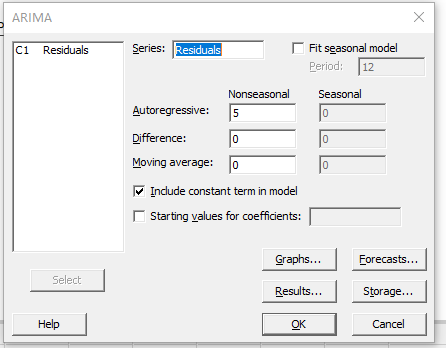 ARIMA
C1 Residuals
Series: Residuals
Fit seasonal model
Period: 12
Nonseasonal Seasonal
Autoregressive: 5 0
Difference: 0 0
Moving average: 0 0
Include constant term in model
Starting values for coefficients:
Graphs... Forecasts...
Select
Results... Storage...
Help OK Cancel